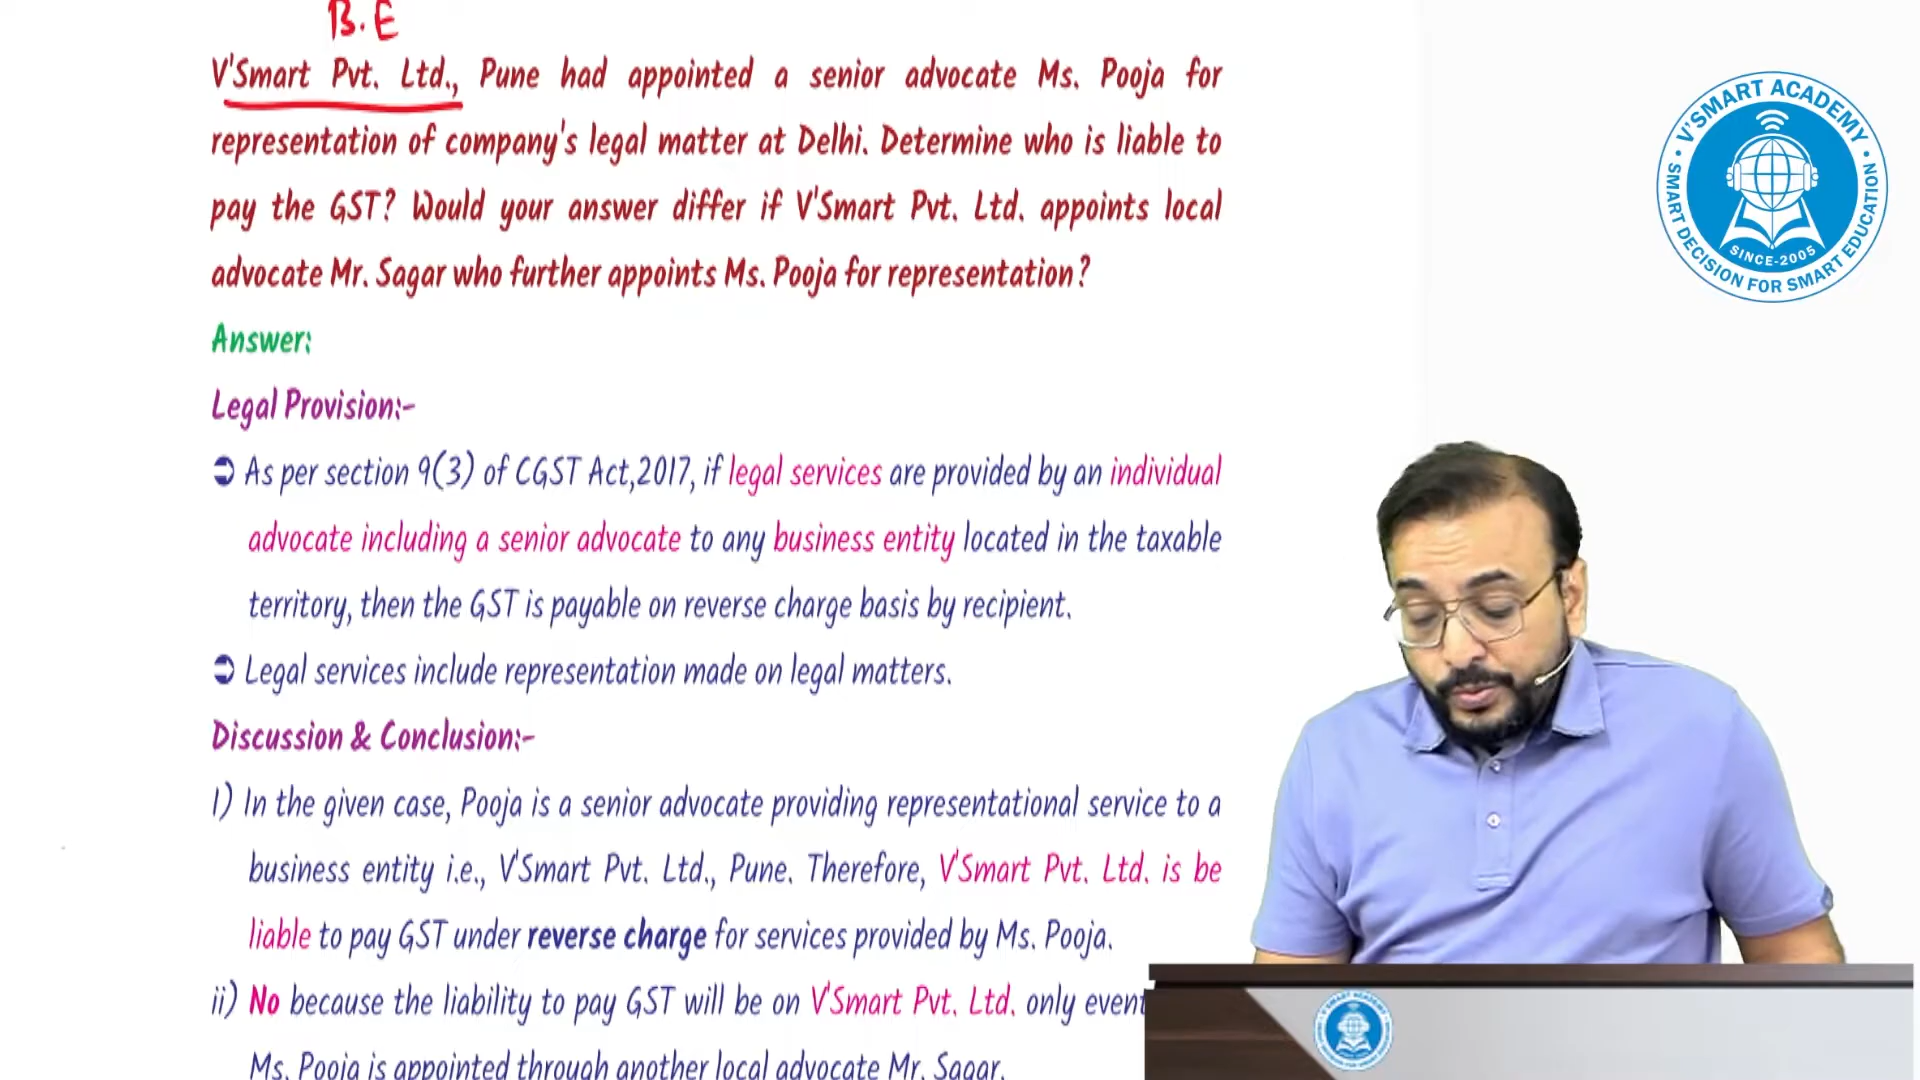 B.E
V'Smart Pvt. Ltd., Pune had appointed a senior advocate Ms. Pooja for
representation of company's legal matter at Delhi. Determine who is liable to
pay the GST? Would your answer differ if V'Smart Pvt. Ltd. appoints local
advocate Mr. Sagar who further appoints Ms. Pooja for representation?
Answer:
Legal Provision:-
➲ As per section 9(3) of CGST Act,2017, if legal services are provided by an individual
advocate including a senior advocate to any business entity located in the taxable
territory, then the GST is payable on reverse charge basis by recipient.
➲ Legal services include representation made on legal matters.
Discussion & Conclusion:-
I) In the given case, Pooja is a senior advocate providing representational service to a
business entity i.e., V'Smart Pvt. Ltd., Pune. Therefore, V'Smart Pvt. Ltd. is be
liable to pay GST under reverse charge for services provided by Ms. Pooja.
ii) No because the liability to pay GST will be on V'Smart Pvt. Ltd. only event
Ms. Pooja is appointed through another local advocate Mr. Sagar.
V'SMART ACADEMY
SMART DECISION FOR SMART EDUCATION
SINCE-2005